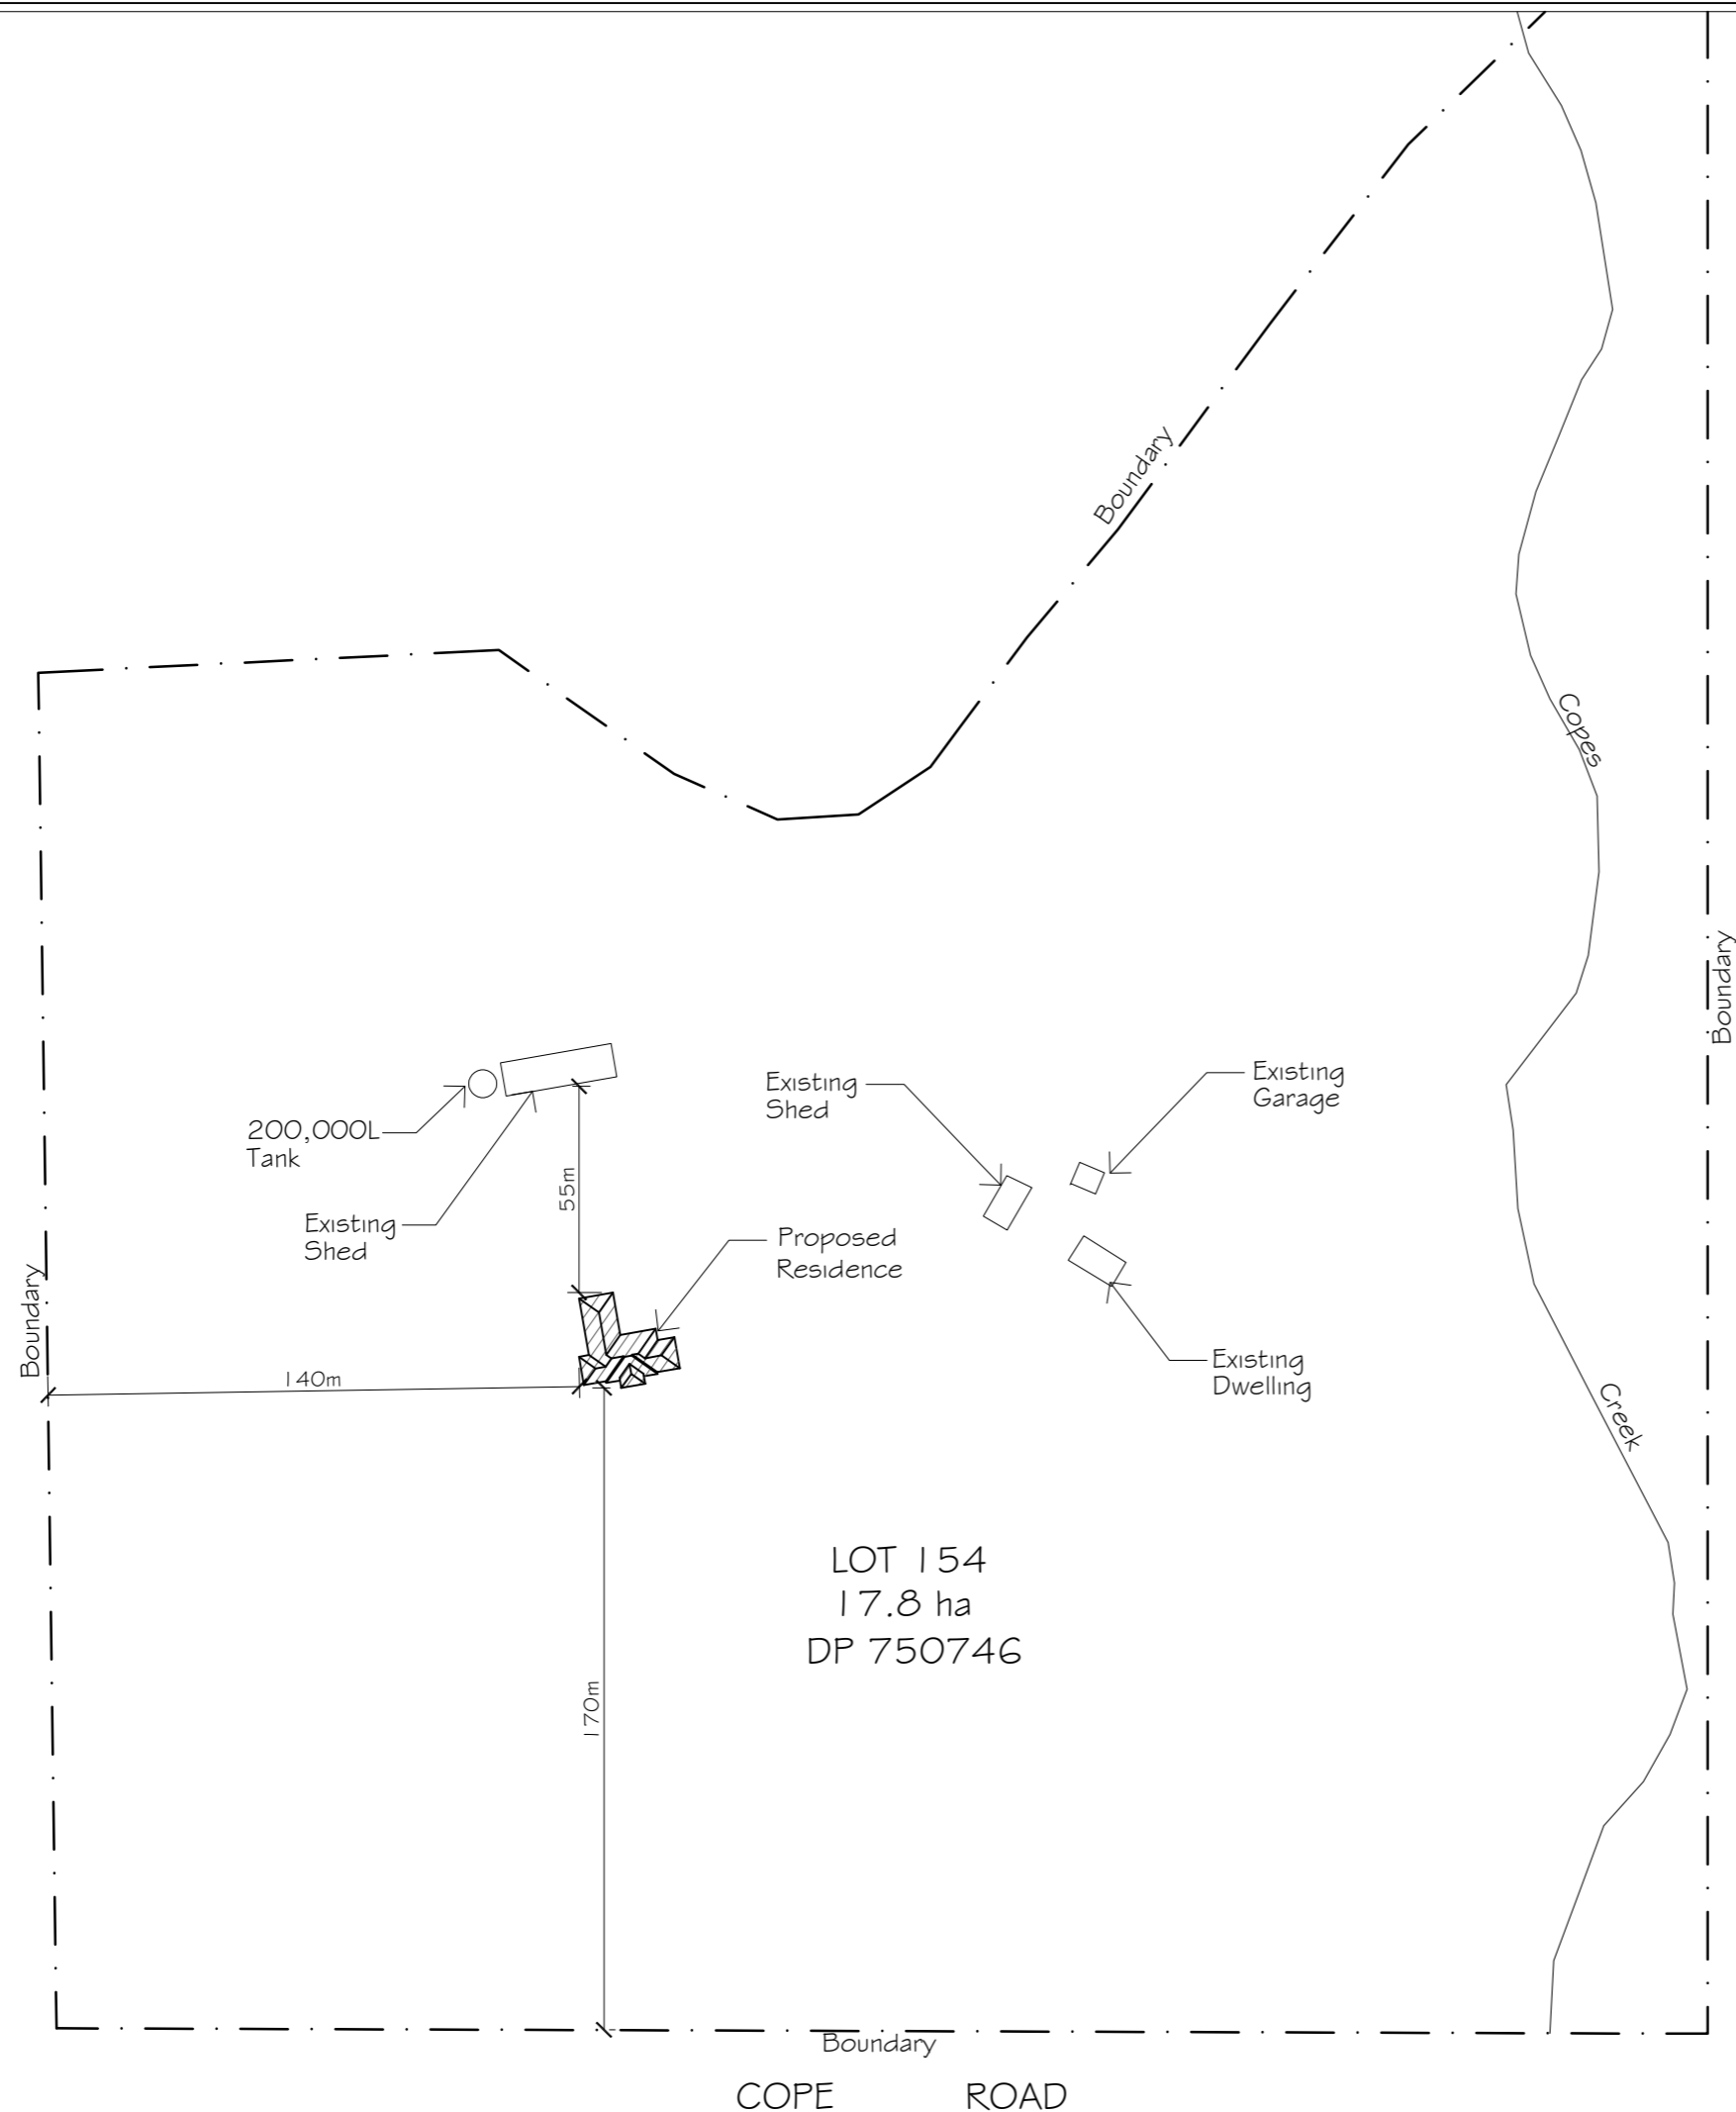 Boundary
Copes
Boundary
Existing
Shed
Existing
Garage
200,000L
Tank
55m
Existing
Shed
Proposed
Residence
Boundary
140m
Existing
Dwelling
Creek
LOT 154
17.8 ha
DP 750746
170m
Boundary
COPE ROAD